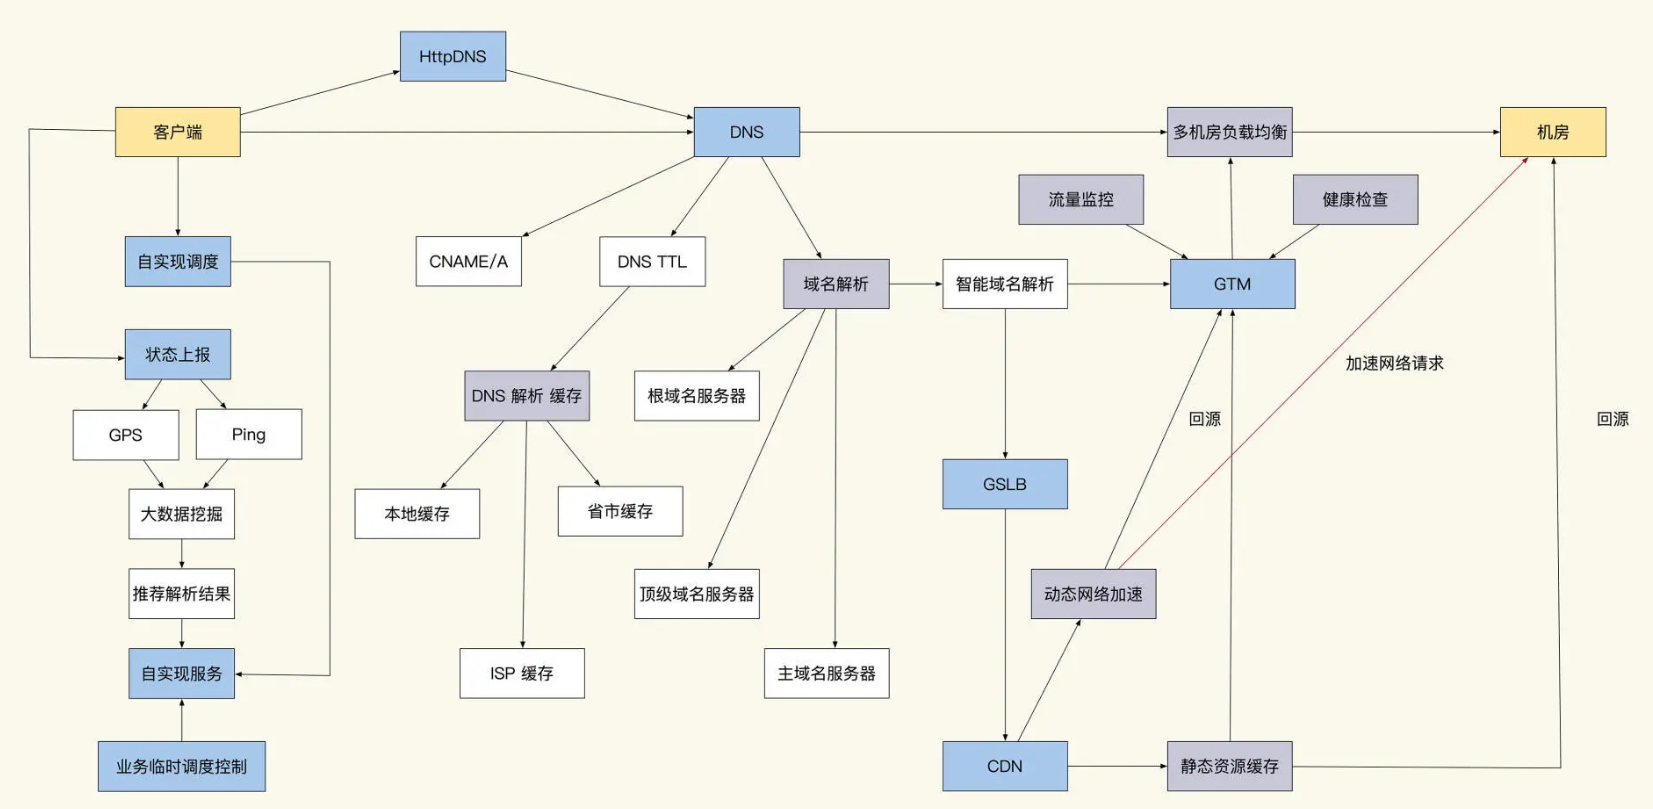 HttpDNS
客户端
DNS
多机房负载均衡
机房
流量监控
健康检查
自实现调度
CNAME/A
DNS TTL
域名解析
智能域名解析
GTM
状态上报
加速网络请求
DNS 解析 缓存
根域名服务器
回源
回源
GPS
Ping
GSLB
大数据挖掘
本地缓存
省市缓存
推荐解析结果
顶级域名服务器
动态网络加速
自实现服务
ISP 缓存
主域名服务器
业务临时调度控制
CDN
静态资源缓存